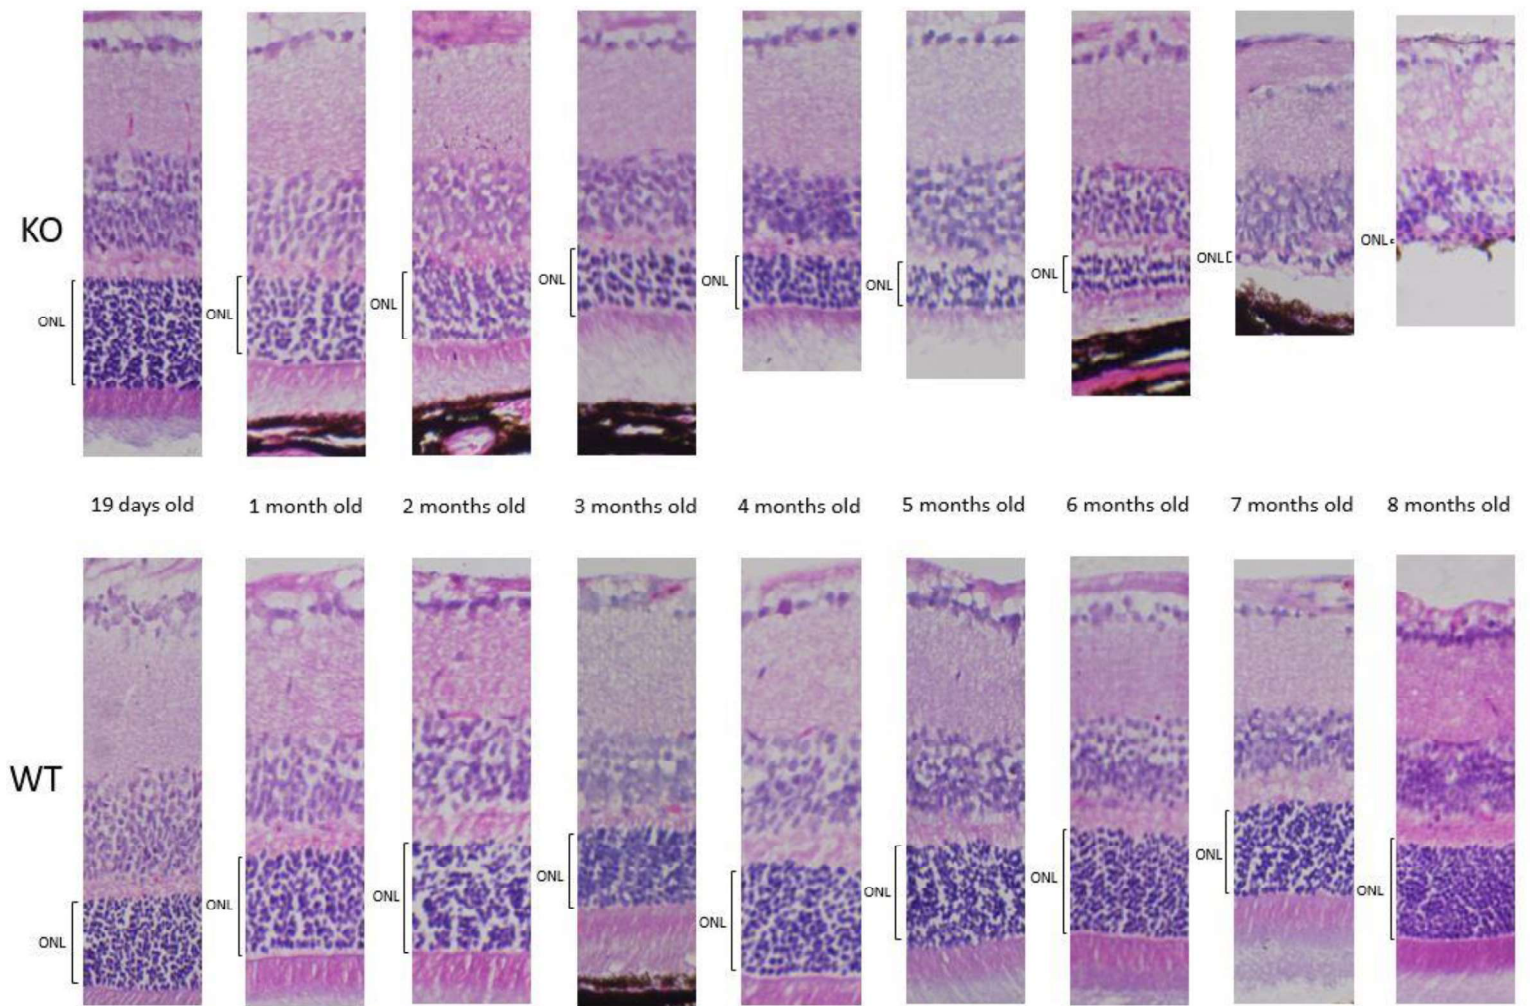 KO
ONL
ONL
ONL
ONL
ONL
ONL
ONL
ONL
ONL
19 days old
1 month old
2 months old
3 months old
4 months old
5 months old
6 months old
7 months old
8 months old
WT
ONL
ONL
ONL
ONL
ONL
ONL
ONL
ONL
ONL